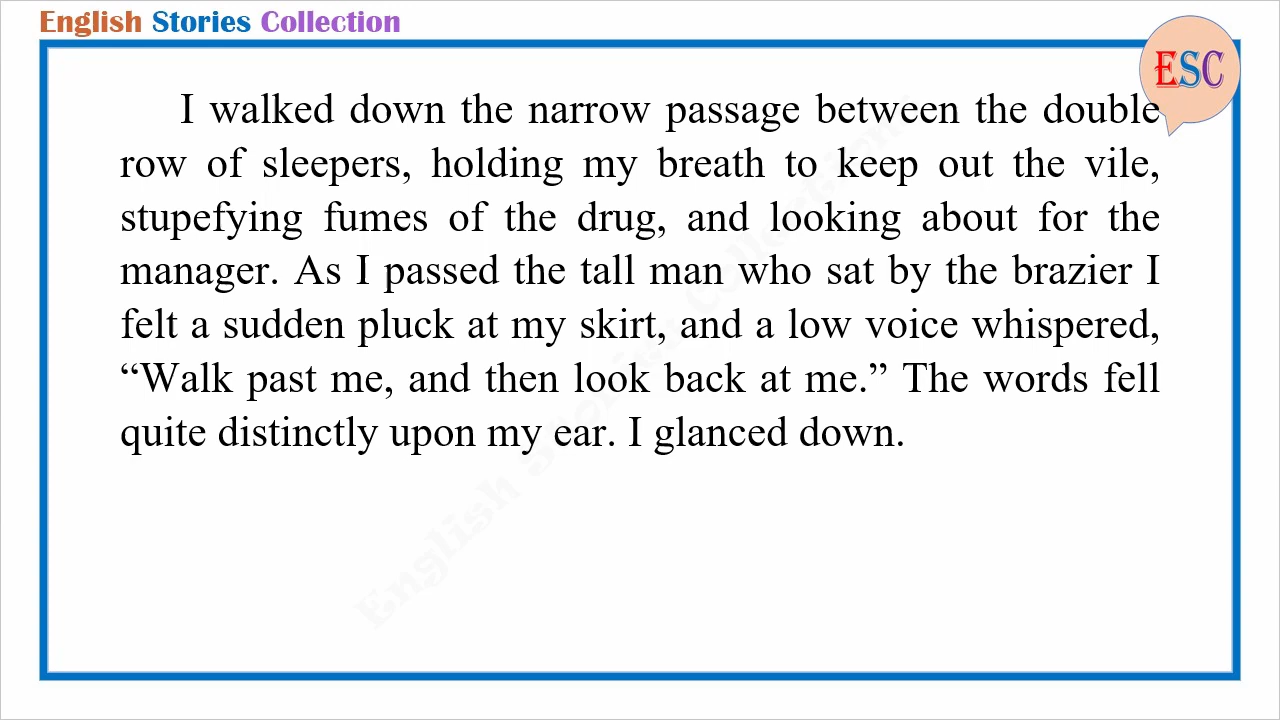 English Stories Collection
ESC
I walked down the narrow passage between the double
row of sleepers, holding my breath to keep out the vile,
stupefying fumes of the drug, and looking about for the
manager. As I passed the tall man who sat by the brazier I
felt a sudden pluck at my skirt, and a low voice whispered,
“Walk past me, and then look back at me.” The words fell
quite distinctly upon my ear. I glanced down.
English Stories Collection